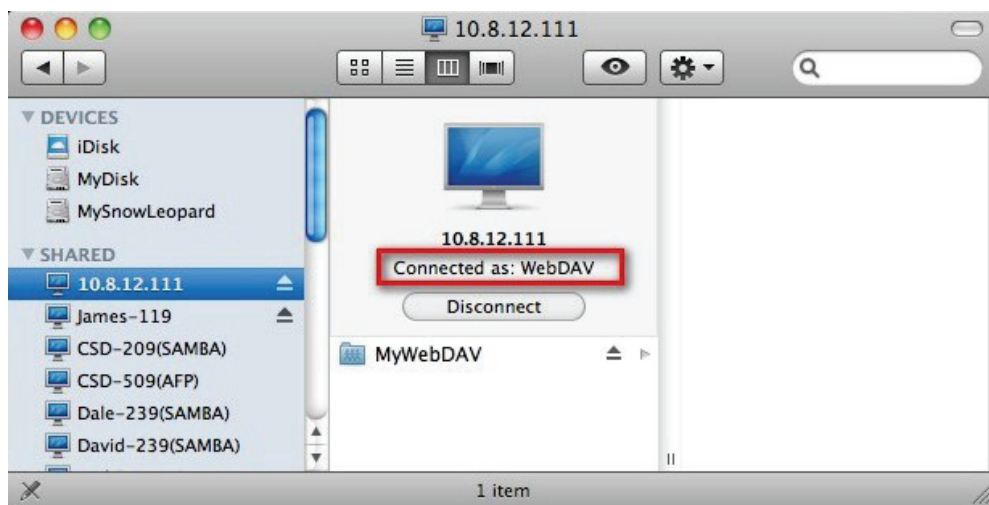 10.8.12.111
DEVICES
iDisk
MyDisk
MySnowLeopard
SHARED
10.8.12.111
James-119
CSD-209(SAMBA)
CSD-509(AFP)
Dale-239(SAMBA)
David-239(SAMBA)
10.8.12.111
Connected as: WebDAV
Disconnect
MyWebDAV
1 item